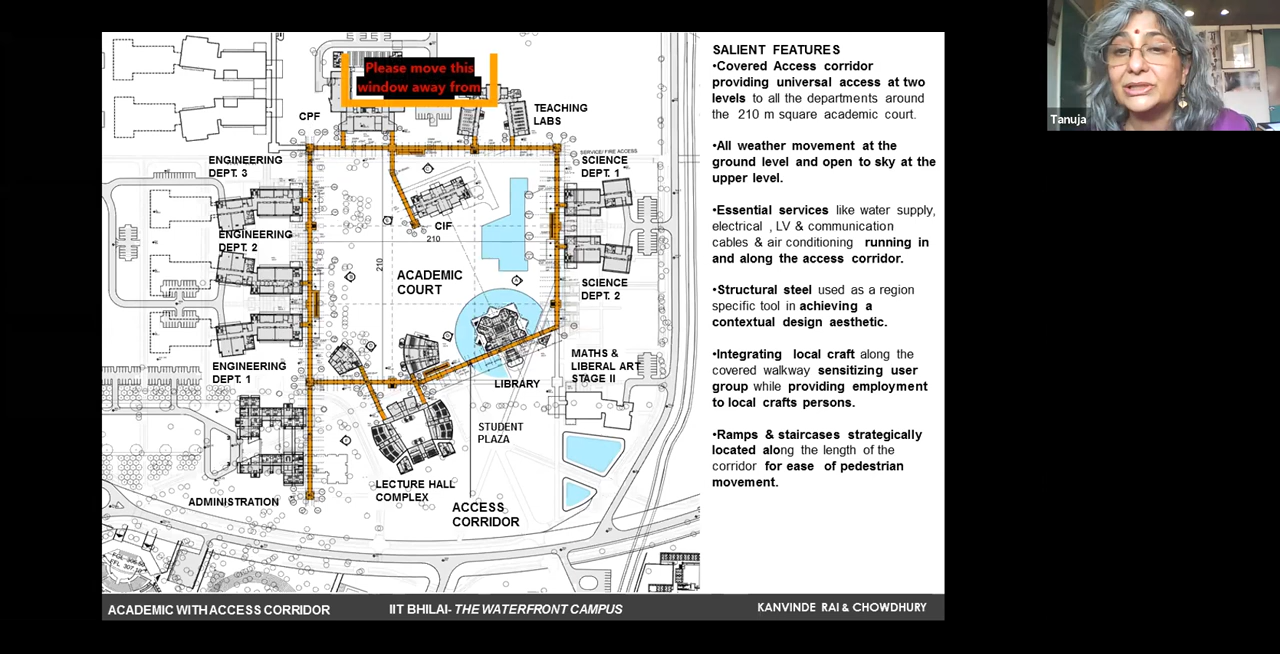 Please move this
window away from
CPF
TEACHING
LABS
SERVICE/ FIRE ACCESS
ENGINEERING
DEPT. 3
SCIENCE
DEPT. 1
ENGINEERING
DEPT. 2
CIF
210
210
ACADEMIC
COURT
SCIENCE
DEPT. 2
ENGINEERING
DEPT. 1
MATHS &
LIBERAL ART
STAGE II
LIBRARY
STUDENT
PLAZA
LECTURE HALL
COMPLEX
ADMINISTRATION
ACCESS
CORRIDOR
SALIENT FEATURES
•Covered Access corridor
providing universal access at two
levels to all the departments around
the 210 m square academic court.
•All weather movement at the
ground level and open to sky at the
upper level.
•Essential services like water supply,
electrical , LV & communication
cables & air conditioning running in
and along the access corridor.
•Structural steel used as a region
specific tool in achieving a
contextual design aesthetic.
•Integrating local craft along the
covered walkway sensitizing user
group while providing employment
to local crafts persons.
•Ramps & staircases strategically
located along the length of the
corridor for ease of pedestrian
movement.
ACADEMIC WITH ACCESS CORRIDOR
IIT BHILAI- THE WATERFRONT CAMPUS
KANVINDE RAI & CHOWDHURY
Tanuja